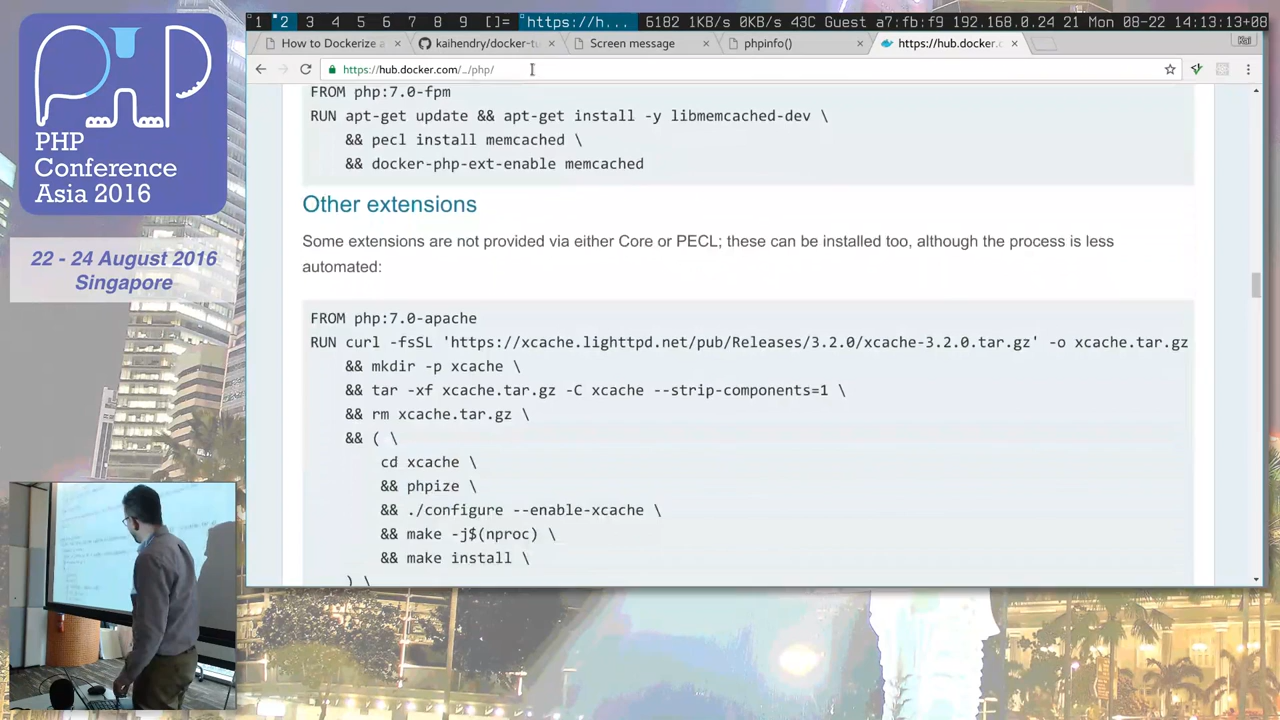 1 2 3 4 5 6 7 8 9 []= https://h... 6182 1KB/s 0KB/s 43C Guest a7:fb:f9 192.168.0.24 21 Mon 08-22 14:13:13+08
How to Dockerize a × kaihendry/docker-tu × Screen message × phpinfo() × https://hub.docker.c × Kai
https://hub.docker.com/_/php/
FROM php:7.0-fpm
RUN apt-get update && apt-get install -y libmemcached-dev \
&& pecl install memcached \
&& docker-php-ext-enable memcached
Other extensions
Some extensions are not provided via either Core or PECL; these can be installed too, although the process is less
automated:
FROM php:7.0-apache
RUN curl -fsSL 'https://xcache.lighttpd.net/pub/Releases/3.2.0/xcache-3.2.0.tar.gz' -o xcache.tar.gz
&& mkdir -p xcache \
&& tar -xf xcache.tar.gz -C xcache --strip-components=1 \
&& rm xcache.tar.gz \
&& ( \
cd xcache \
&& phpize \
&& ./configure --enable-xcache \
&& make -j$(nproc) \
&& make install \
) \
php
PHP
Conference
Asia 2016
22 - 24 August 2016
Singapore